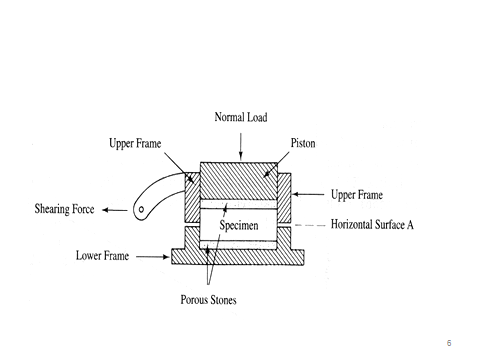 Normal Load
Upper Frame
Piston
Upper Frame
Shearing Force
Specimen
Horizontal Surface A
Lower Frame
Porous Stones
6